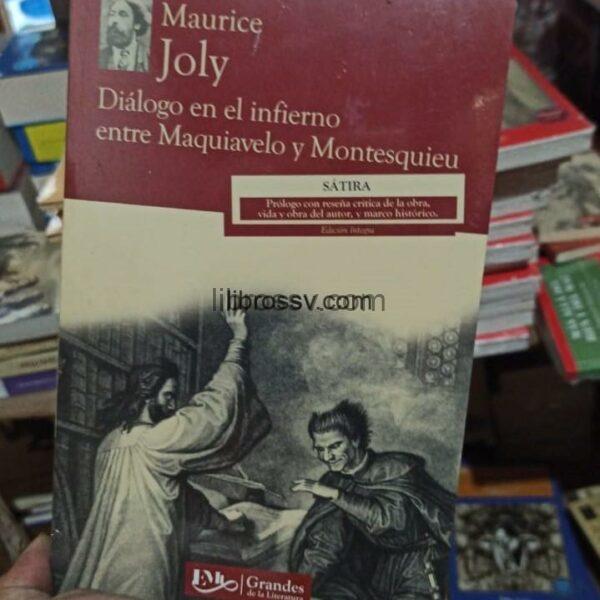 Maurice
Joly
Diálogo en el infierno
entre Maquiavelo y Montesquieu
SÁTIRA
Prólogo con reseña crítica de la obra,
vida y obra del autor, y marco histórico.
Edición íntegra
librossv.com
EMU
Grandes
de la Literatura